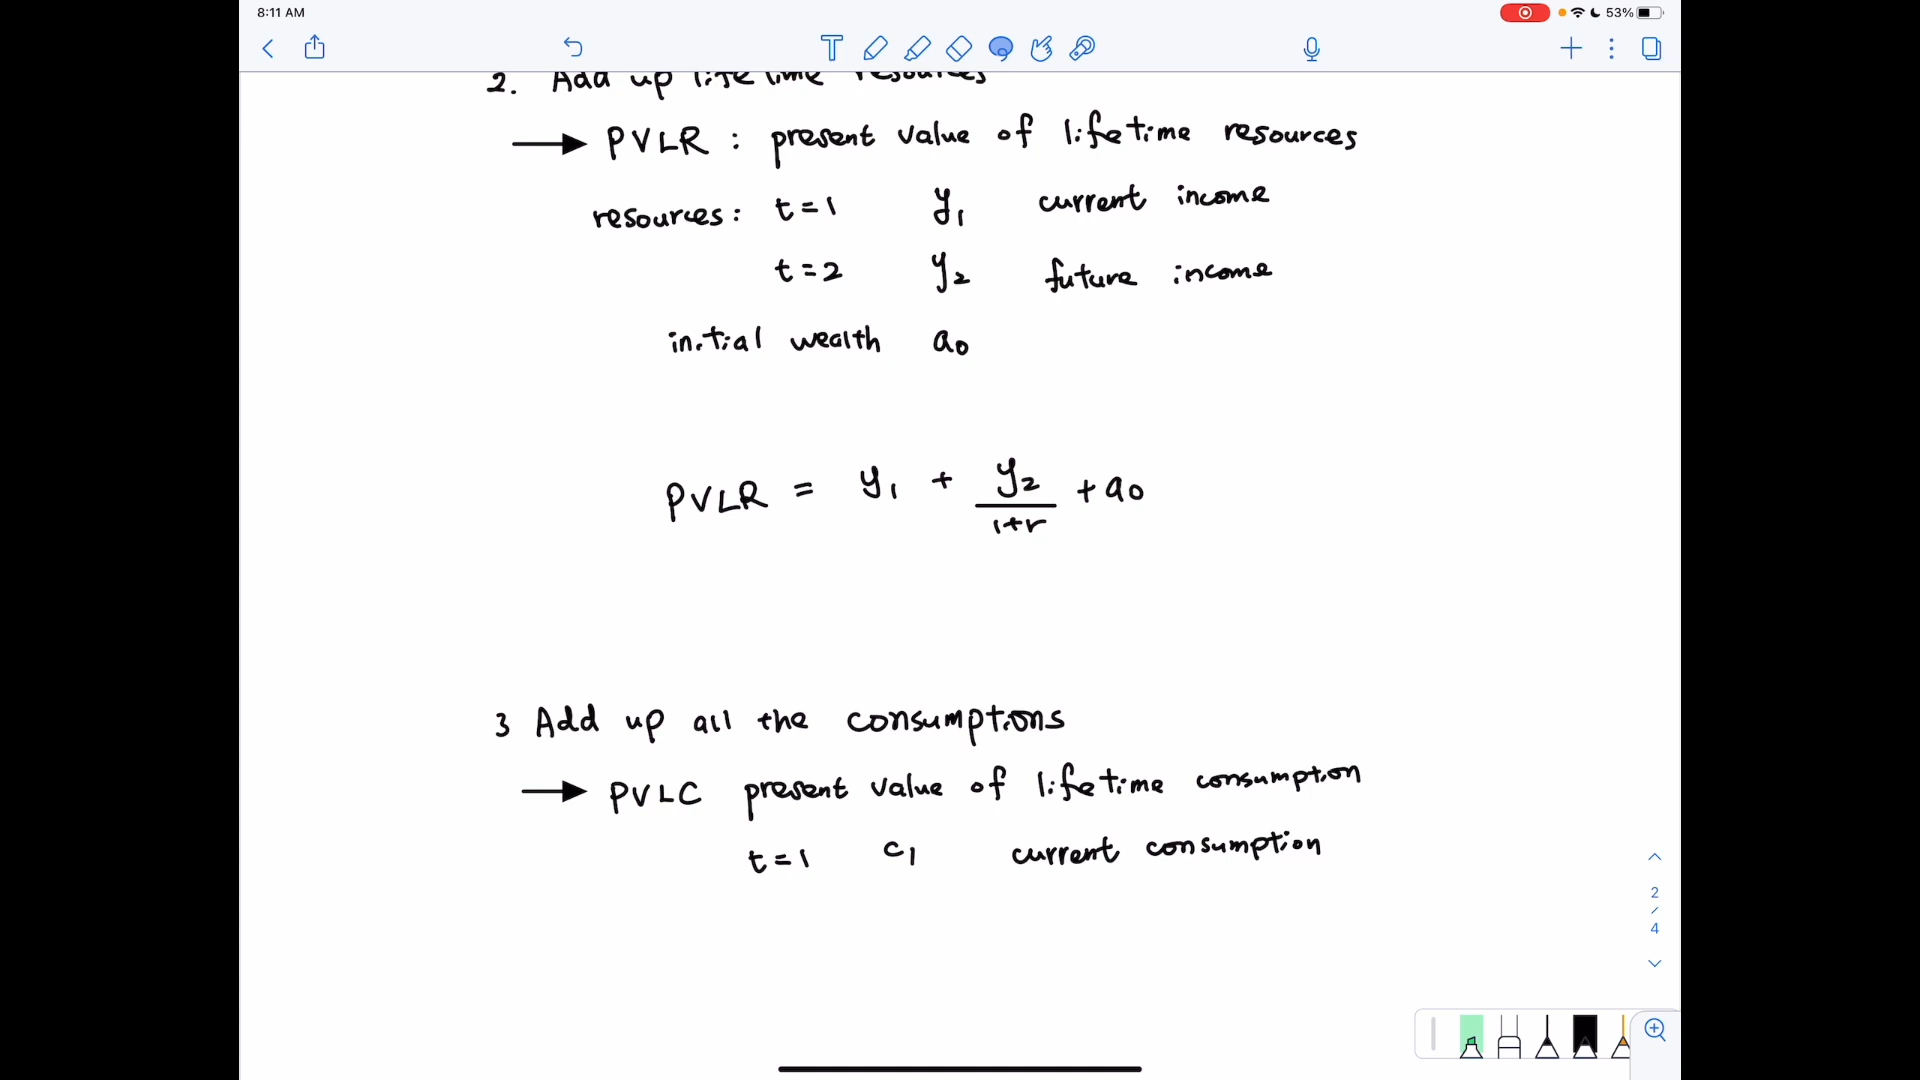 8:11 AM
53%
2. Add up lifetime resources
→ PVLR : present value of lifetime resources
resources: t=1 y₁ current income
t=2 y₂ future income
initial wealth a₀
PVLR = y₁ + y₂/1+r + a₀
3 Add up all the consumptions
→ PVLC present value of lifetime consumption
t=1 c₁ current consumption
2
/
4